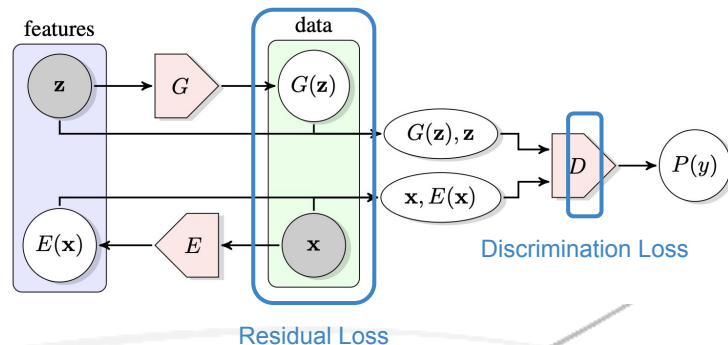 features
data
z
G
G(z)
G(z), z
D
P(y)
x, E(x)
E(x)
E
x
Discrimination Loss
Residual Loss